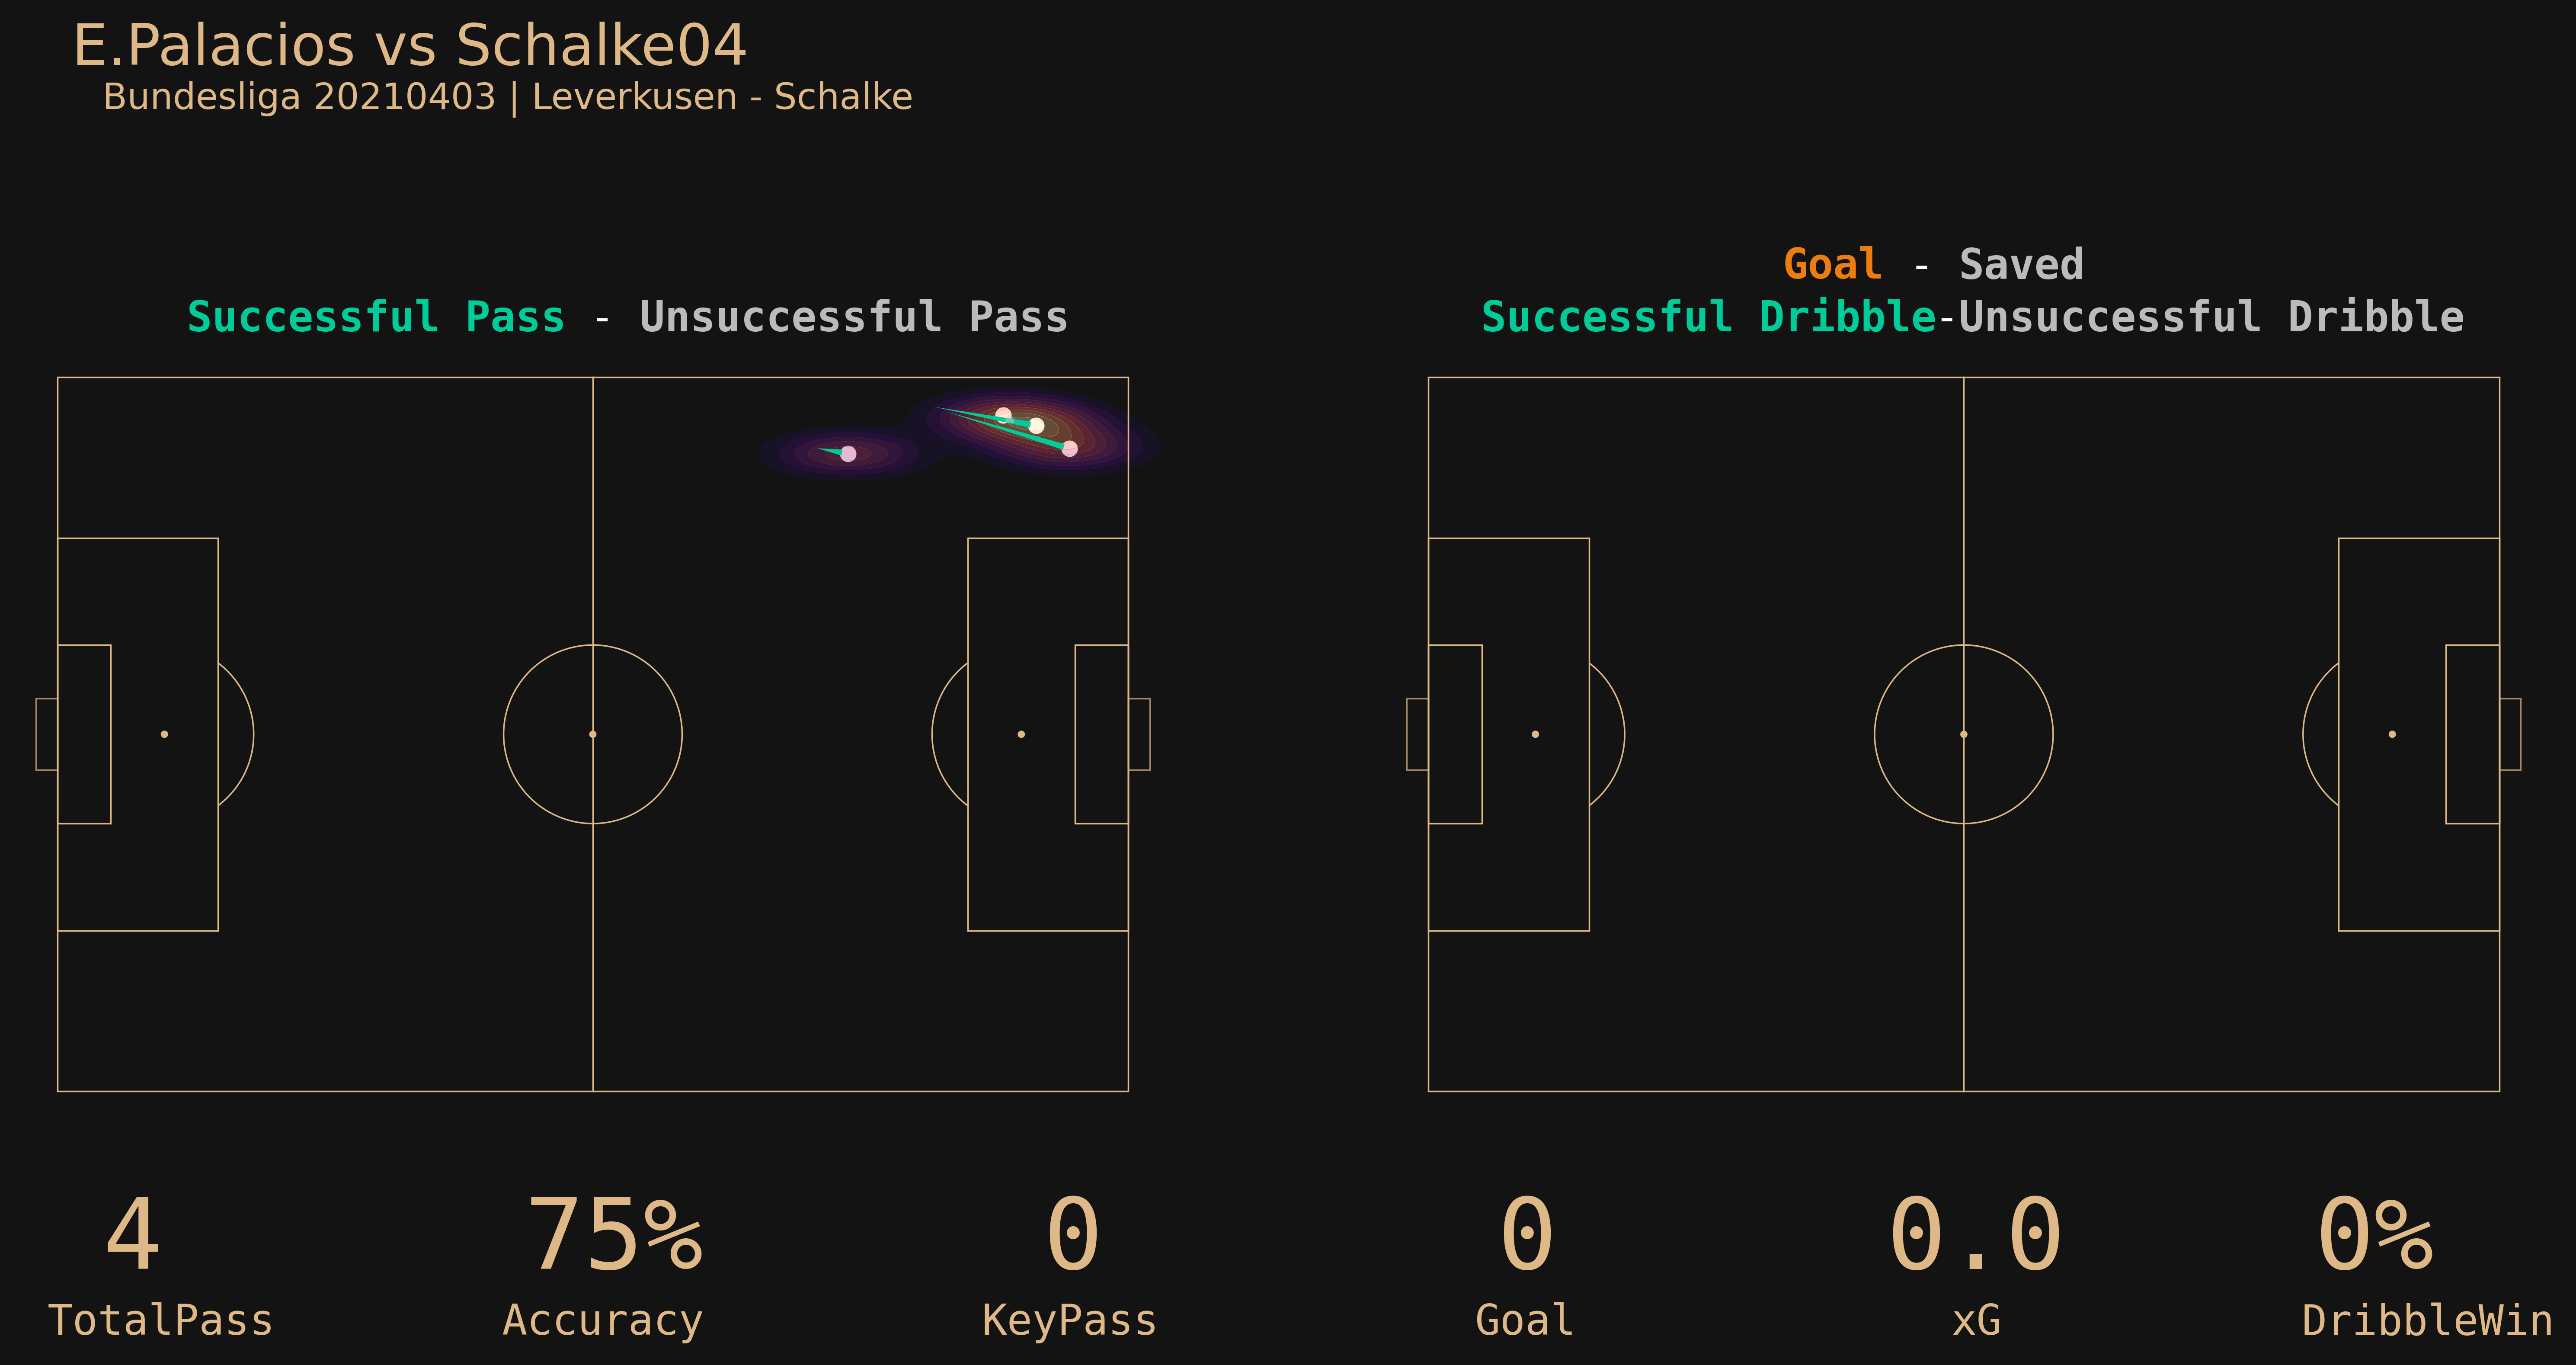 E.Palacios vs Schalke04
Bundesliga 20210403 | Leverkusen - Schalke
Goal - Saved
Successful Pass - Unsuccessful Pass
Successful Dribble-Unsuccessful Dribble
4 75% 0 0 0.0 0%
TotalPass Accuracy KeyPass Goal xG DribbleWin